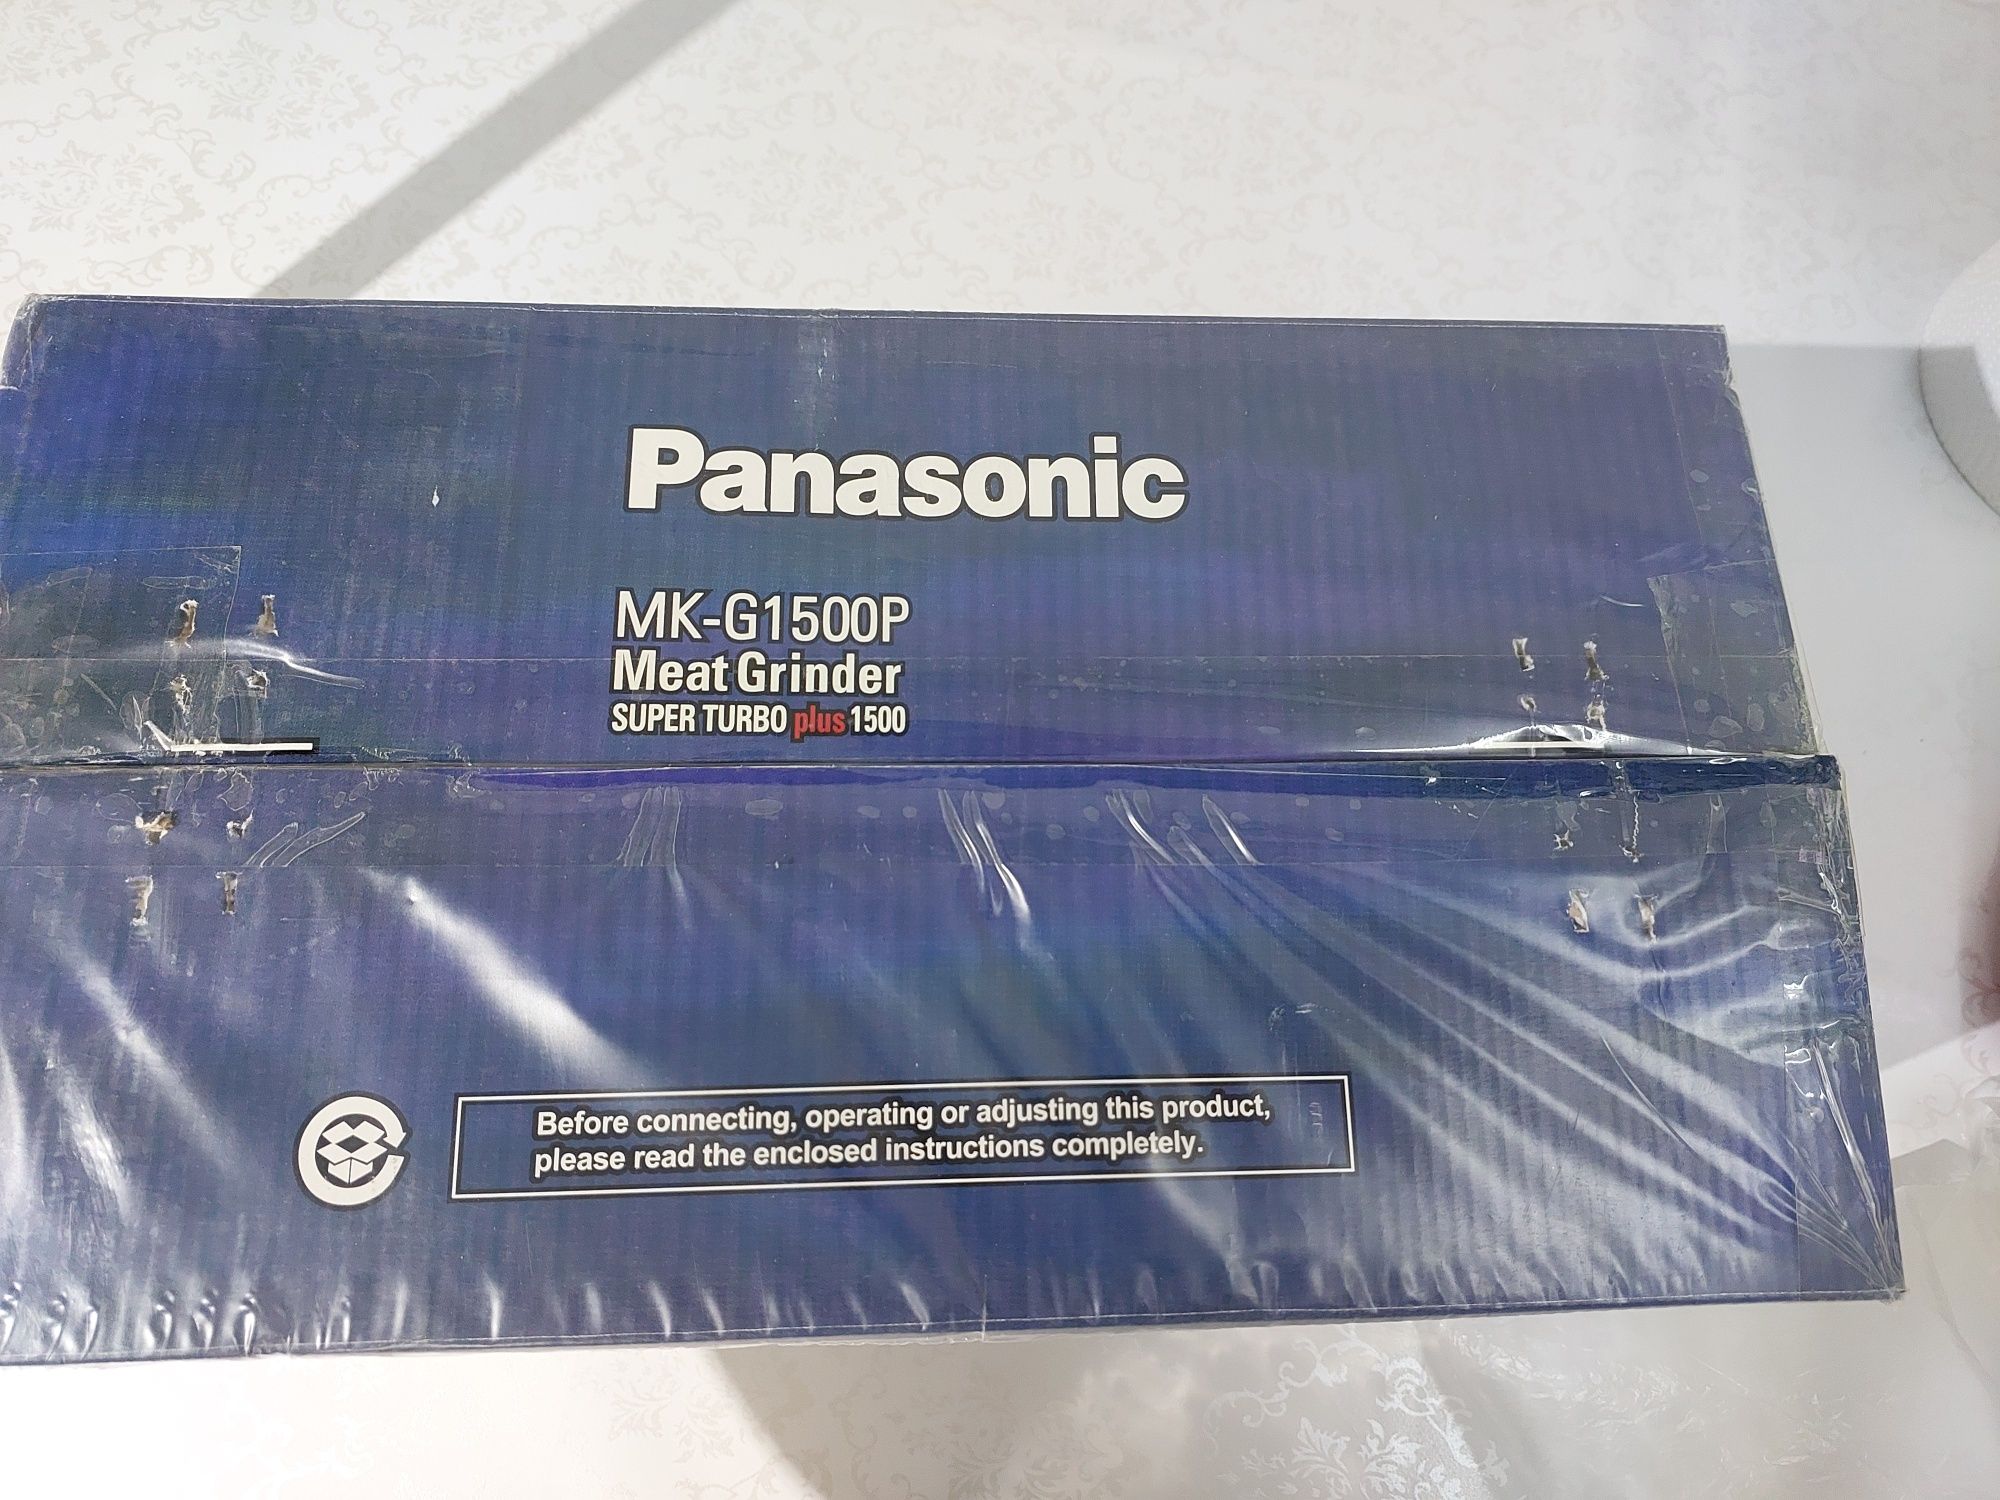 Panasonic
MK-G1500P
Meat Grinder
SUPER TURBO plus 1500
Before connecting, operating or adjusting this product,
please read the enclosed instructions completely.